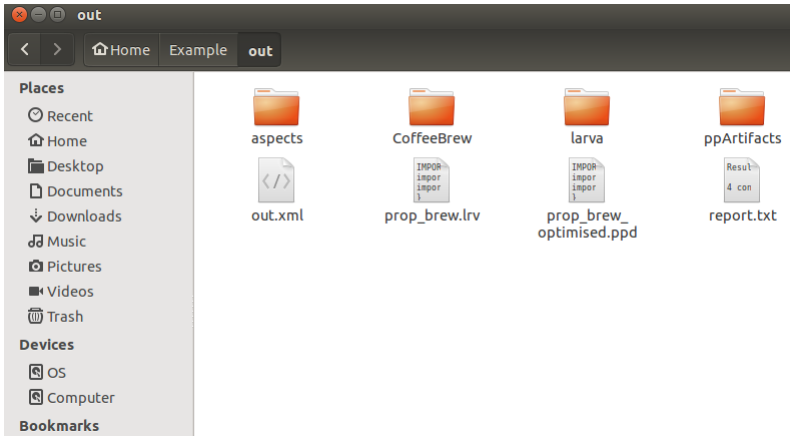 out
Home Example out
Places
Recent
Home
Desktop
Documents
Downloads
Music
Pictures
Videos
Trash
Devices
OS
Computer
Bookmarks
aspects CoffeeBrew larva ppArtifacts
IMPOR IMPOR Resul
impor impor
impor impor 4 con
} }
out.xml prop_brew.lrv prop_brew_ report.txt
optimised.ppd